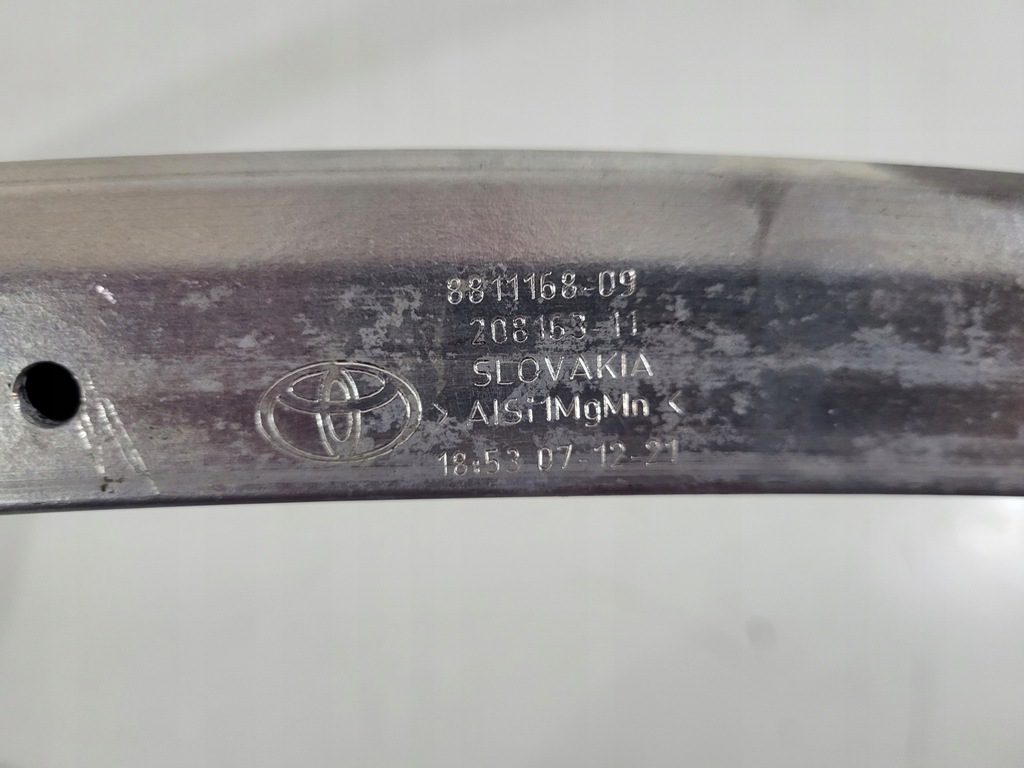 8811168-09
208163-11
SLOVAKIA
> AlSi1MgMn <
18:53 07-12-21